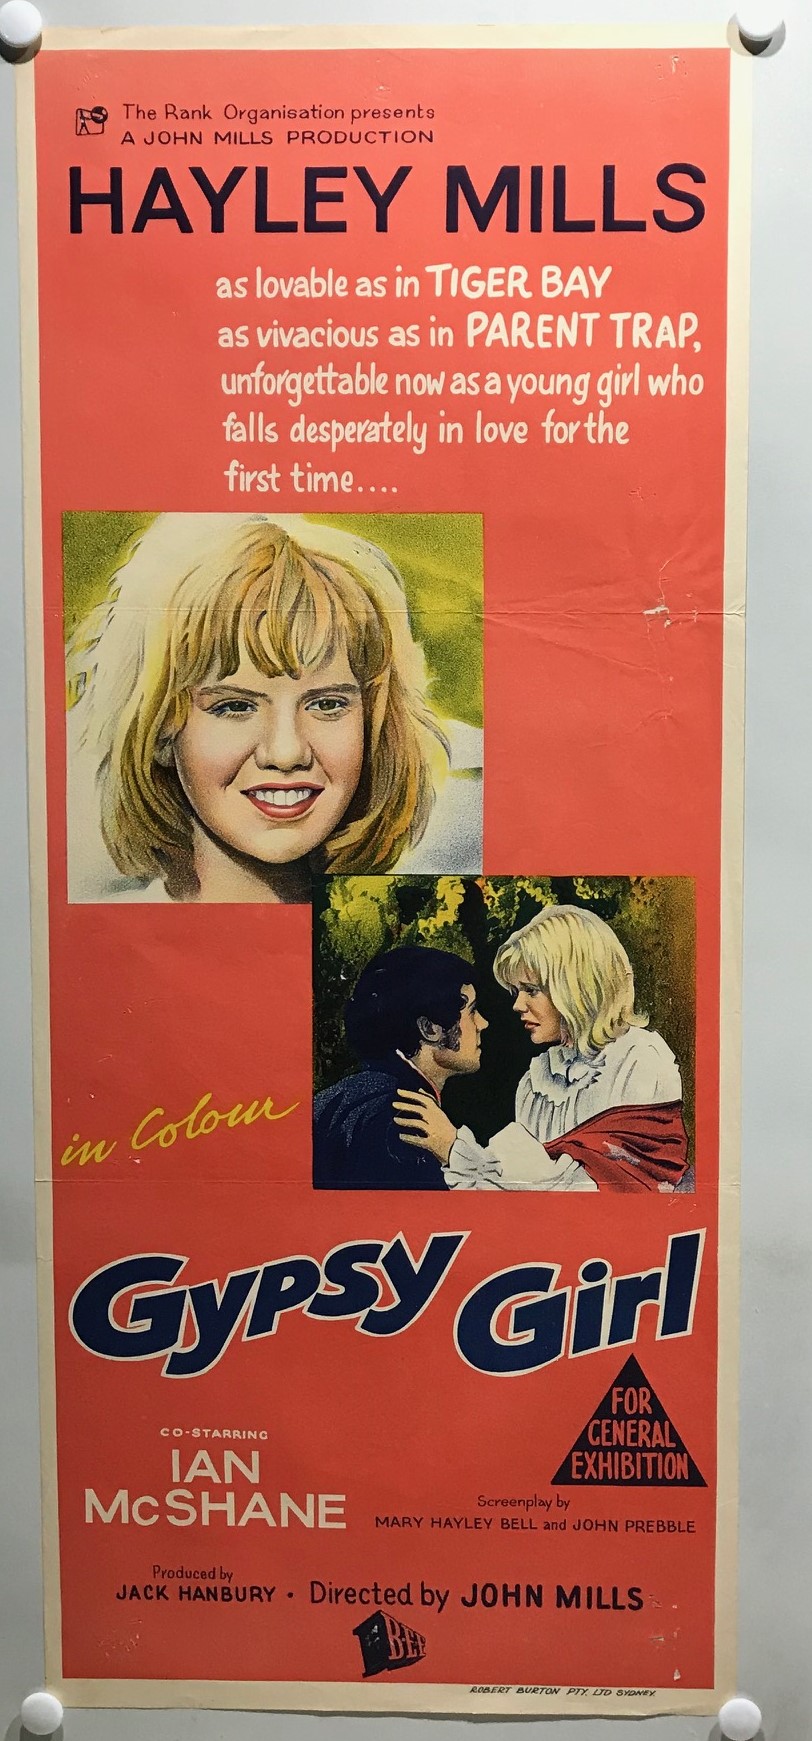 The Rank Organisation presents
A JOHN MILLS PRODUCTION
HAYLEY MILLS
as lovable as in TIGER BAY
as vivacious as in PARENT TRAP,
unforgettable now as a young girl who
falls desperately in love for the
first time....
in Colour
Gypsy Girl
FOR
GENERAL
EXHIBITION
CO-STARRING
IAN
McSHANE
Screenplay by
MARY HAYLEY BELL and JOHN PREBBLE
Produced by
JACK HANBURY • Directed by JOHN MILLS
BEF
ROBERT BURTON PTY. LTD SYDNEY.